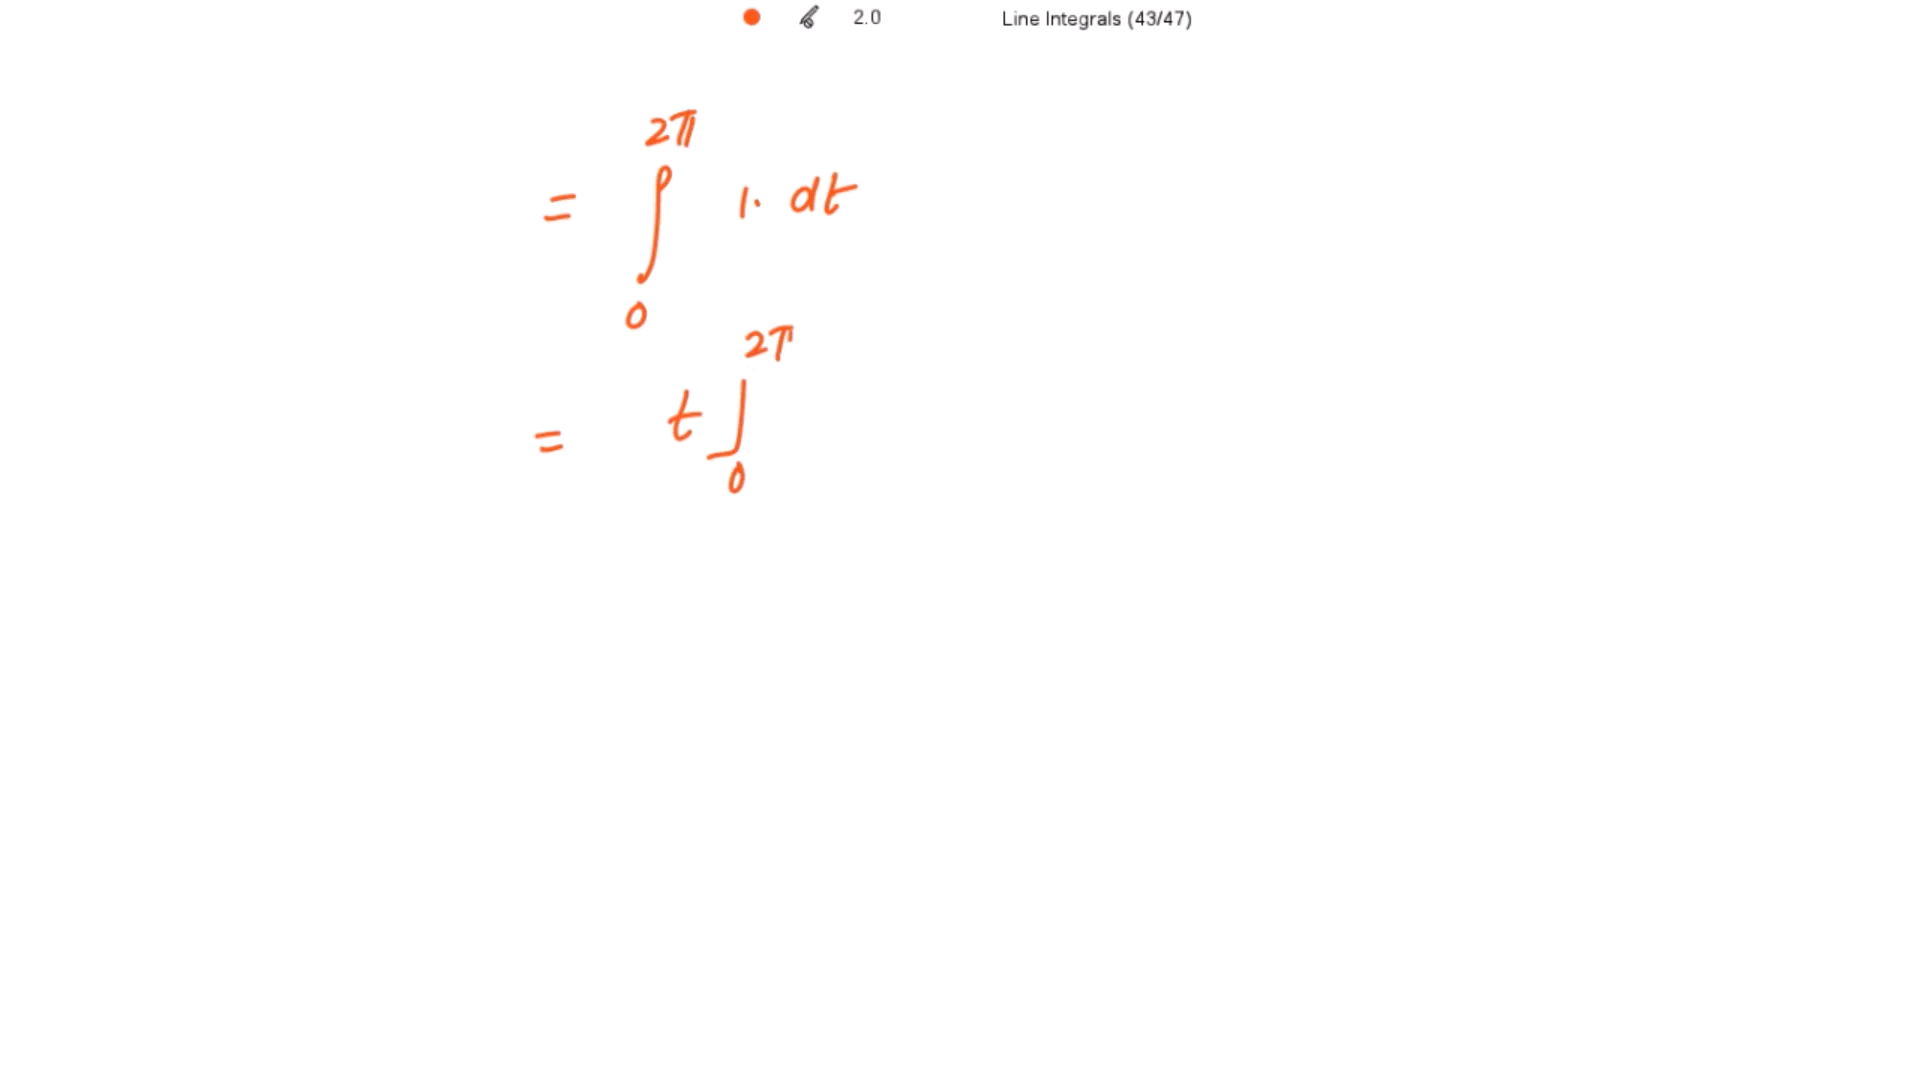 2.0 Line Integrals (43/47)
= ∫₀^2π 1. dt
= t ]₀^2π